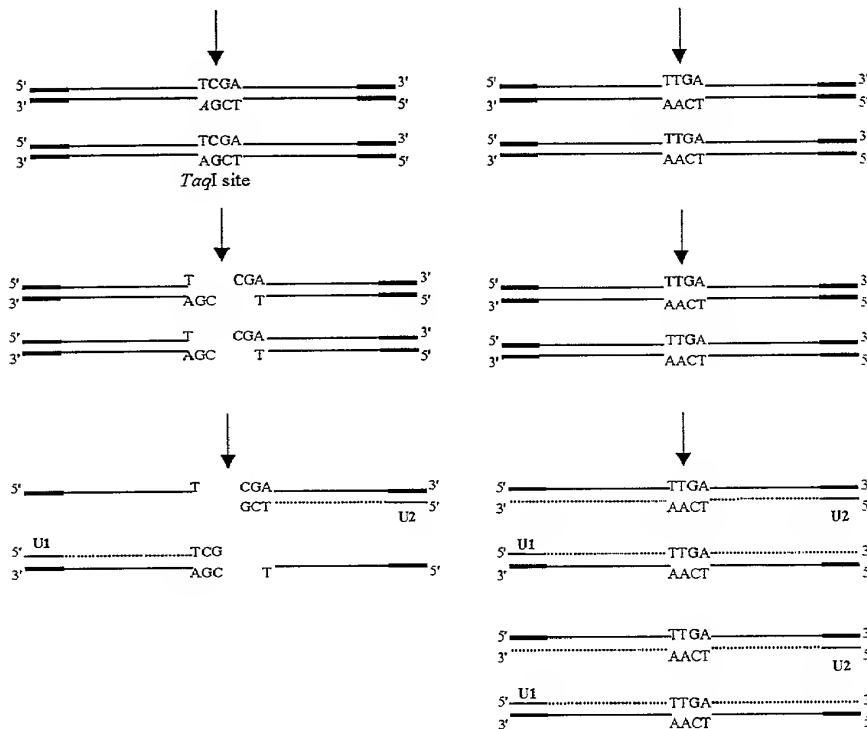 5' TCGA 3'
3' AGCT 5'
5' TCGA 3'
3' AGCT 5'
TaqI site
5' T CGA 3'
3' AGC T 5'
5' T CGA 3'
3' AGC T 5'
5' T CGA 3'
GCT U2 5'
5' U1 TCG
3' AGC T 5'
5' TTGA 3'
3' AACT 5'
5' TTGA 3'
3' AACT 5'
5' TTGA 3'
3' AACT 5'
5' TTGA 3'
3' AACT 5'
5' TTGA 3'
3' AACT U2 5'
5' U1 TTGA 3'
3' AACT 5'
5' TTGA 3'
3' AACT U2 5'
5' U1 TTGA 3'
3' AACT 5'